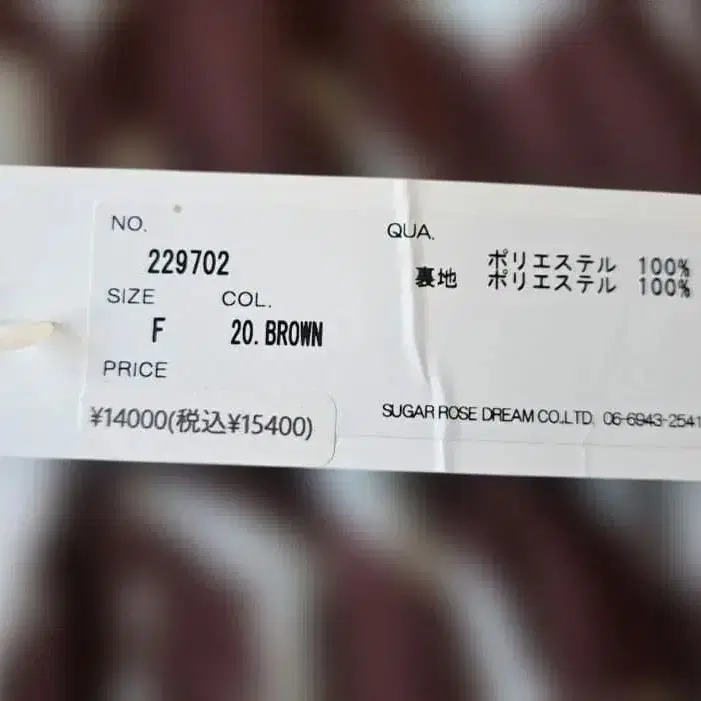 NO.
229702
SIZE COL.
F 20. BROWN
PRICE
¥14000(税込¥15400)
QUA.
ポリエステル 100%
裏地 ポリエステル 100%
SUGAR ROSE DREAM CO.,LTD. 06-6943-2541